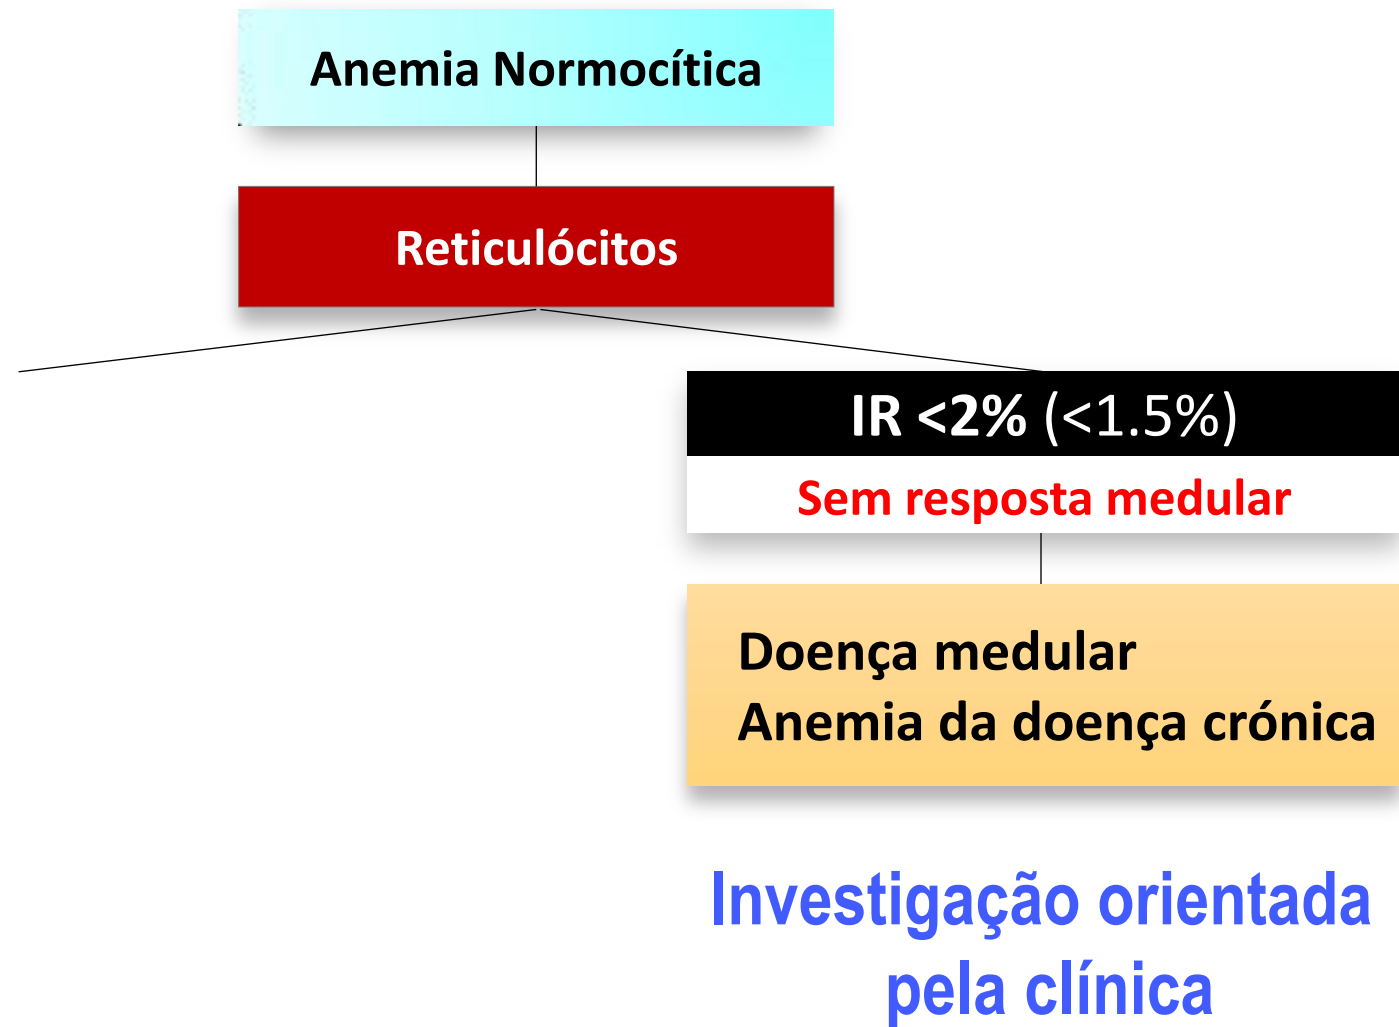 Anemia Normocítica
Reticulócitos
IR <2% (<1.5%)
Sem resposta medular
Doença medular
Anemia da doença crónica
Investigação orientada
pela clínica